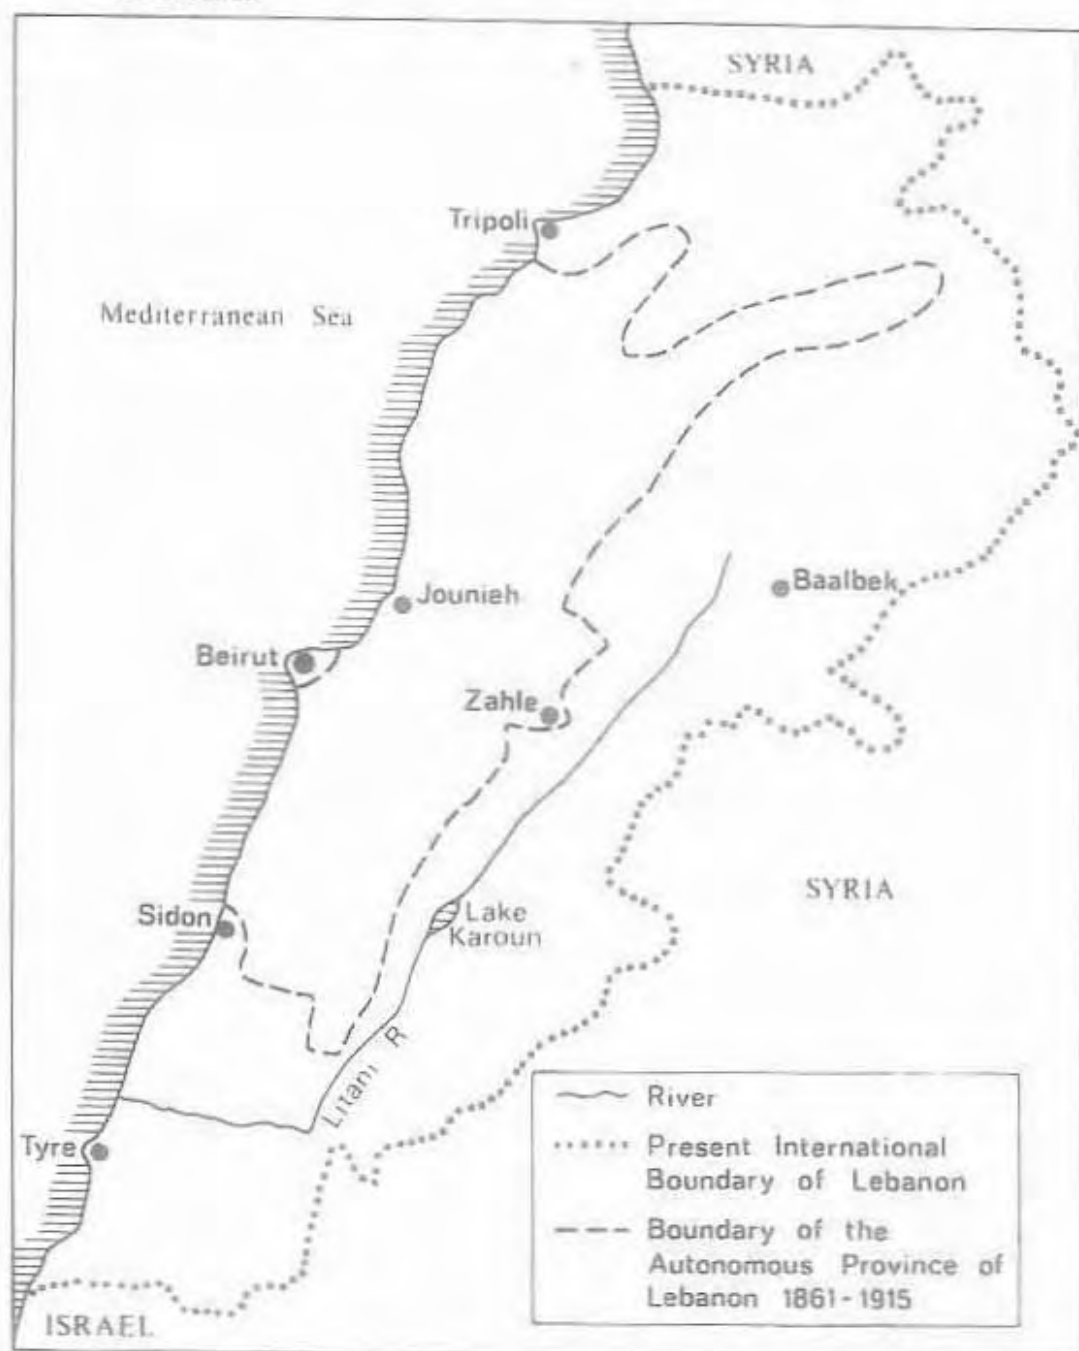 SYRIA
Tripoli
Mediterranean Sea
Jounieh
Baalbek
Beirut
Zahle
SYRIA
Sidon
Lake
Karoun
Litani R
Tyre
ISRAEL
River
Present International
Boundary of Lebanon
Boundary of the
Autonomous Province of
Lebanon 1861-1915